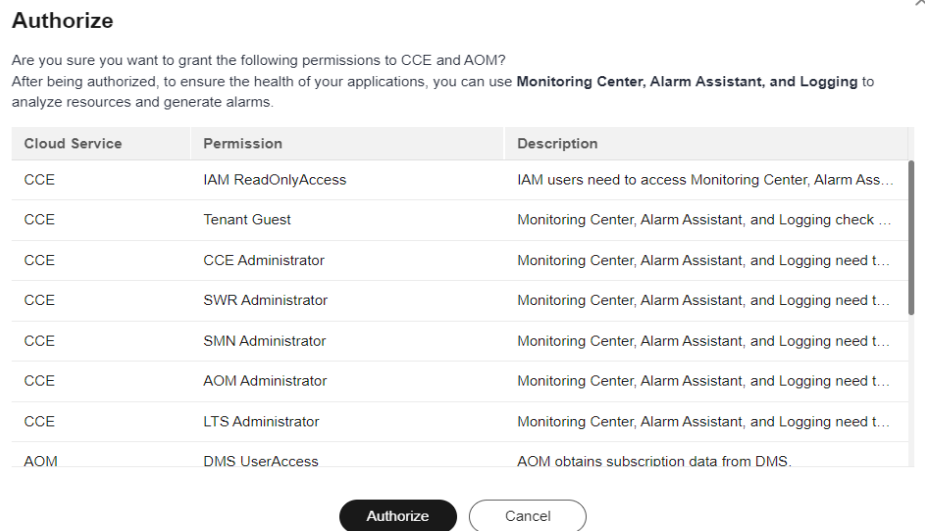 Authorize
Are you sure you want to grant the following permissions to CCE and AOM?
After being authorized, to ensure the health of your applications, you can use Monitoring Center, Alarm Assistant, and Logging to
analyze resources and generate alarms.
Cloud Service Permission Description
CCE IAM ReadOnlyAccess IAM users need to access Monitoring Center, Alarm Ass...
CCE Tenant Guest Monitoring Center, Alarm Assistant, and Logging check ...
CCE CCE Administrator Monitoring Center, Alarm Assistant, and Logging need t...
CCE SWR Administrator Monitoring Center, Alarm Assistant, and Logging need t...
CCE SMN Administrator Monitoring Center, Alarm Assistant, and Logging need t...
CCE AOM Administrator Monitoring Center, Alarm Assistant, and Logging need t...
CCE LTS Administrator Monitoring Center, Alarm Assistant, and Logging need t...
AOM DMS UserAccess AOM obtains subscription data from DMS.
Authorize Cancel